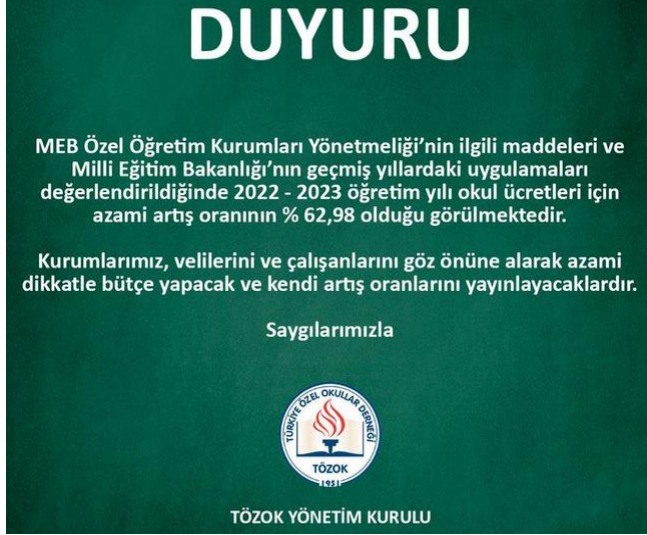 DUYURU
MEB Özel Öğretim Kurumları Yönetmeliği’nin ilgili maddeleri ve
Milli Eğitim Bakanlığı’nın geçmiş yıllardaki uygulamaları
değerlendirildiğinde 2022 - 2023 öğretim yılı okul ücretleri için
azami artış oranının % 62,98 olduğu görülmektedir.
Kurumlarımız, velilerini ve çalışanlarını göz önüne alarak azami
dikkatle bütçe yapacak ve kendi artış oranlarını yayınlayacaklardır.
Saygılarımızla
TÜRKİYE ÖZEL OKULLAR DERNEĞİ
TÖZOK
1951
TÖZOK YÖNETİM KURULU